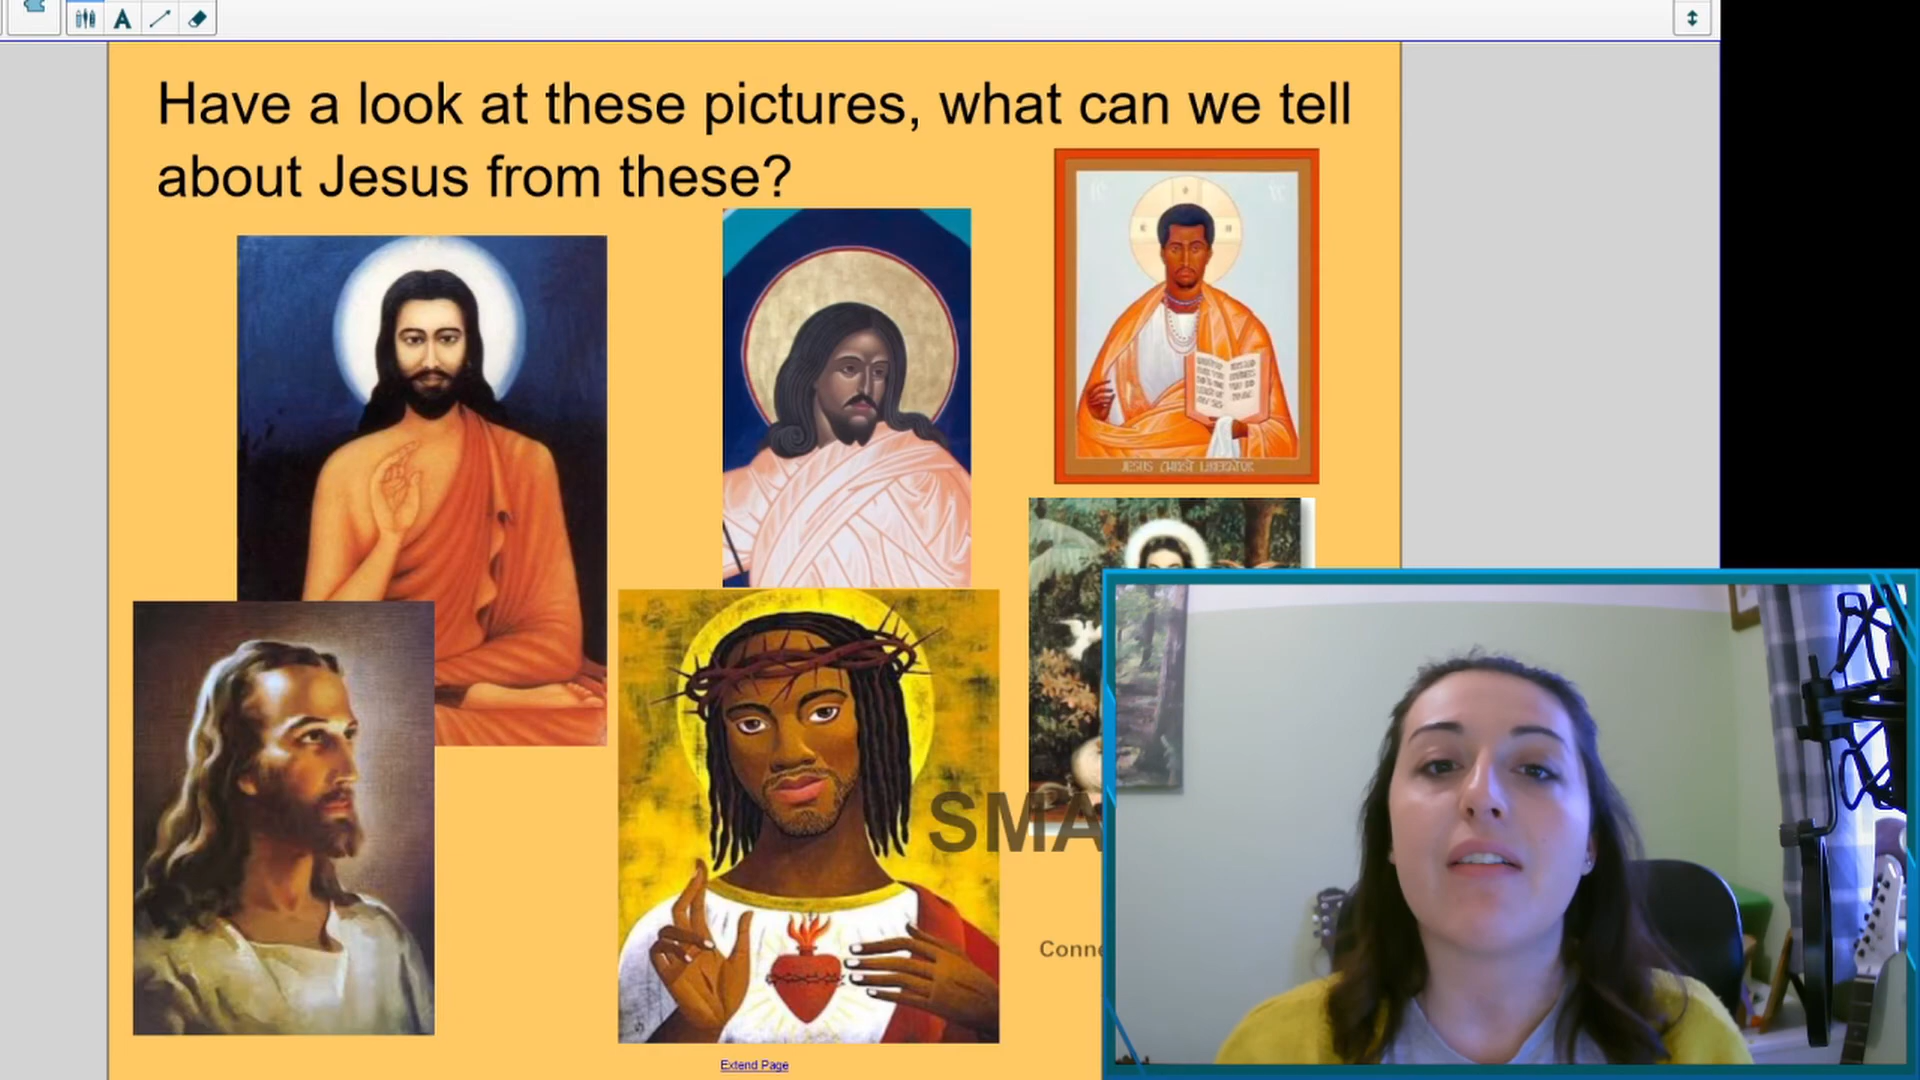 A
Have a look at these pictures, what can we tell
about Jesus from these?
JESUS CHRIST LIBERATOR
SMA
Conne
Extend Page